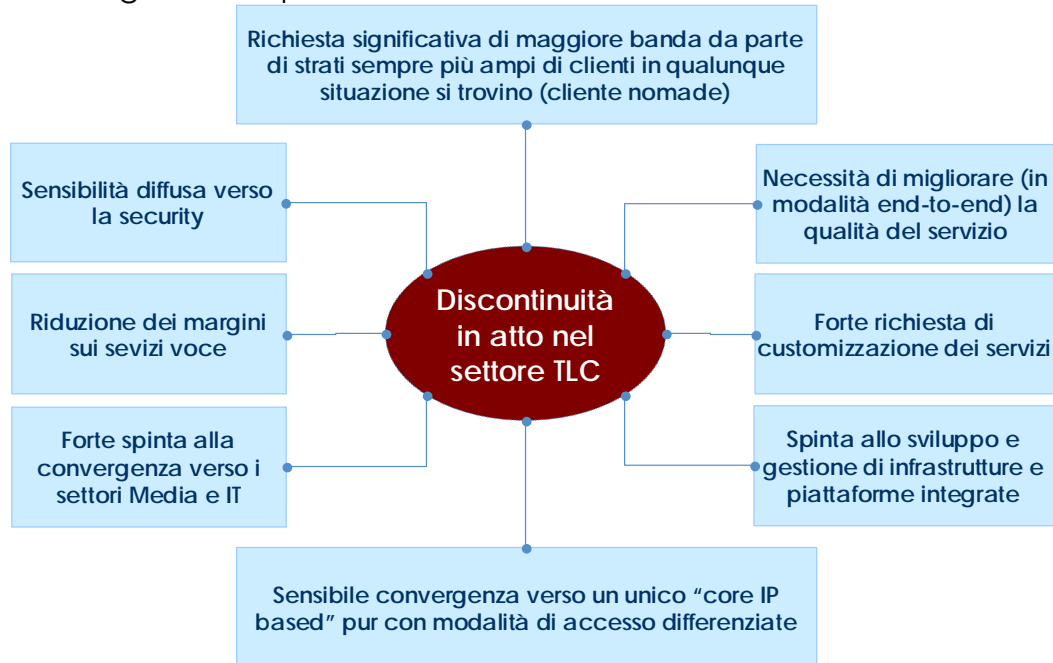 Richiesta significativa di maggiore banda da parte
di strati sempre più ampi di clienti in qualunque
situazione si trovino (cliente nomade)
Sensibilità diffusa verso
la security
Necessità di migliorare (in
modalità end-to-end) la
qualità del servizio
Discontinuità
in atto nel
settore TLC
Riduzione dei margini
sui sevizi voce
Forte richiesta di
customizzazione dei servizi
Forte spinta alla
convergenza verso i
settori Media e IT
Spinta allo sviluppo e
gestione di infrastrutture e
piattaforme integrate
Sensibile convergenza verso un unico “core IP
based” pur con modalità di accesso differenziate